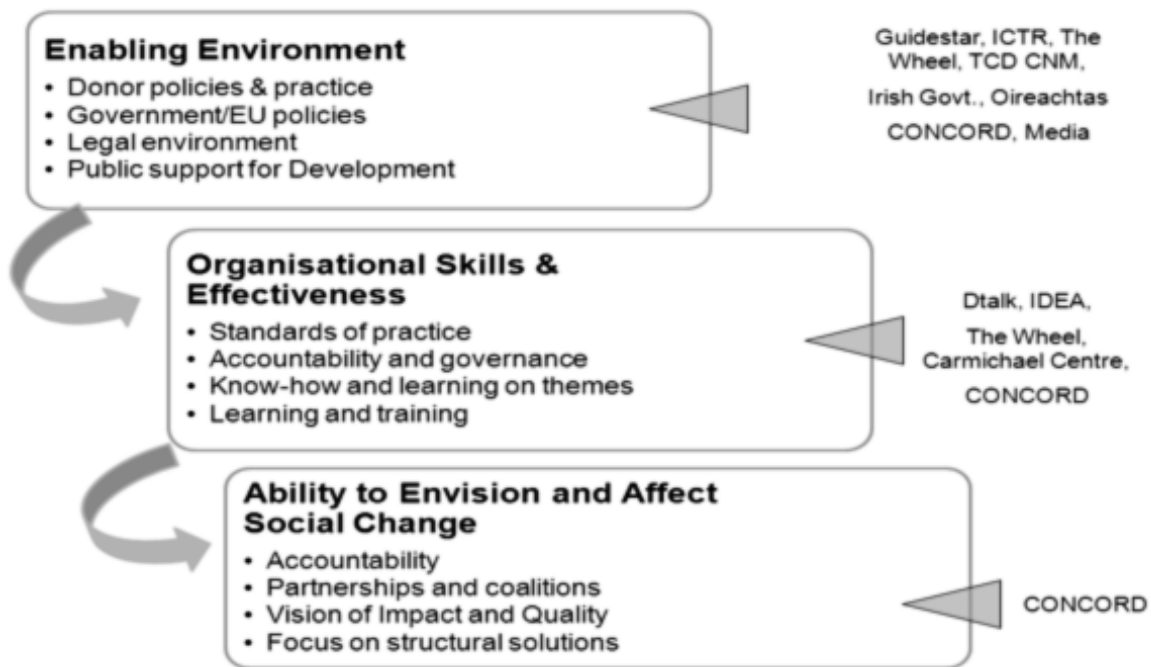 Enabling Environment
• Donor policies & practice
• Government/EU policies
• Legal environment
• Public support for Development
Guidestar, ICTR, The
Wheel, TCD CNM,
Irish Govt., Oireachtas
CONCORD, Media
Organisational Skills &
Effectiveness
• Standards of practice
• Accountability and governance
• Know-how and learning on themes
• Learning and training
Dtalk, IDEA,
The Wheel,
Carmichael Centre,
CONCORD
Ability to Envision and Affect
Social Change
• Accountability
• Partnerships and coalitions
• Vision of Impact and Quality
• Focus on structural solutions
CONCORD